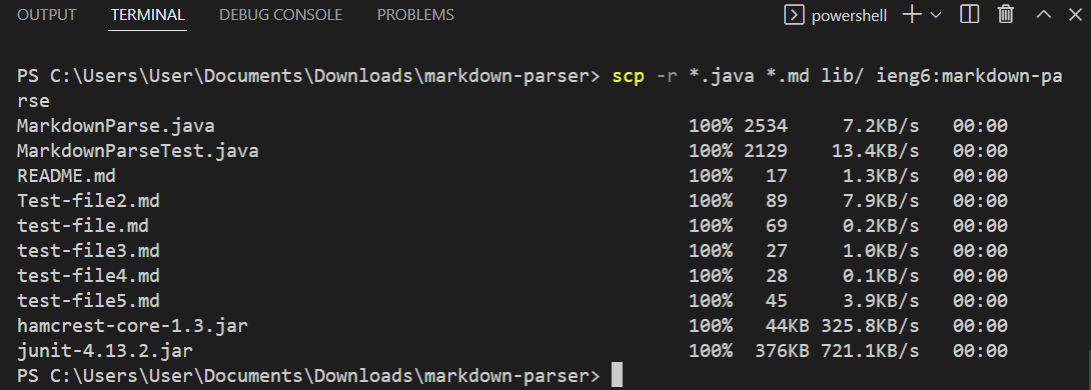 OUTPUT TERMINAL DEBUG CONSOLE PROBLEMS powershell
PS C:\Users\User\Documents\Downloads\markdown-parser> scp -r *.java *.md lib/ ieng6:markdown-pa
rse
MarkdownParse.java 100% 2534 7.2KB/s 00:00
MarkdownParseTest.java 100% 2129 13.4KB/s 00:00
README.md 100% 17 1.3KB/s 00:00
Test-file2.md 100% 89 7.9KB/s 00:00
test-file.md 100% 69 0.2KB/s 00:00
test-file3.md 100% 27 1.0KB/s 00:00
test-file4.md 100% 28 0.1KB/s 00:00
test-file5.md 100% 45 3.9KB/s 00:00
hamcrest-core-1.3.jar 100% 44KB 325.8KB/s 00:00
junit-4.13.2.jar 100% 376KB 721.1KB/s 00:00
PS C:\Users\User\Documents\Downloads\markdown-parser>